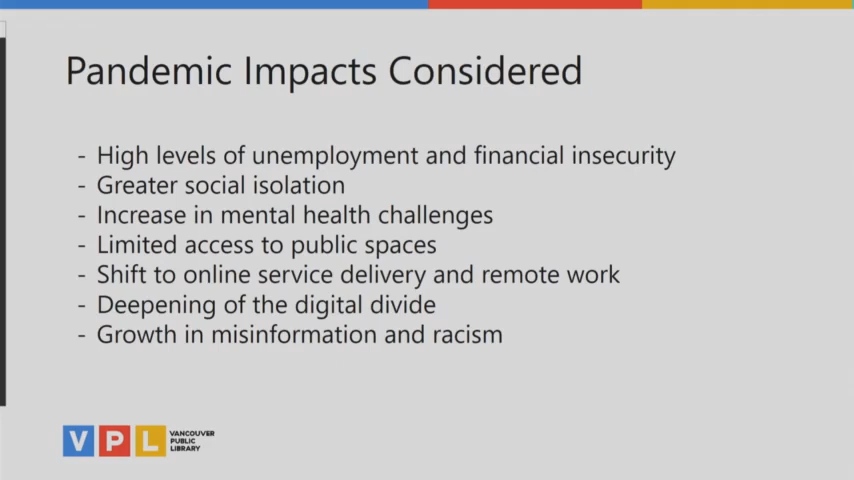 Pandemic Impacts Considered
- High levels of unemployment and financial insecurity
- Greater social isolation
- Increase in mental health challenges
- Limited access to public spaces
- Shift to online service delivery and remote work
- Deepening of the digital divide
- Growth in misinformation and racism
VPL
VANCOUVER
PUBLIC
LIBRARY